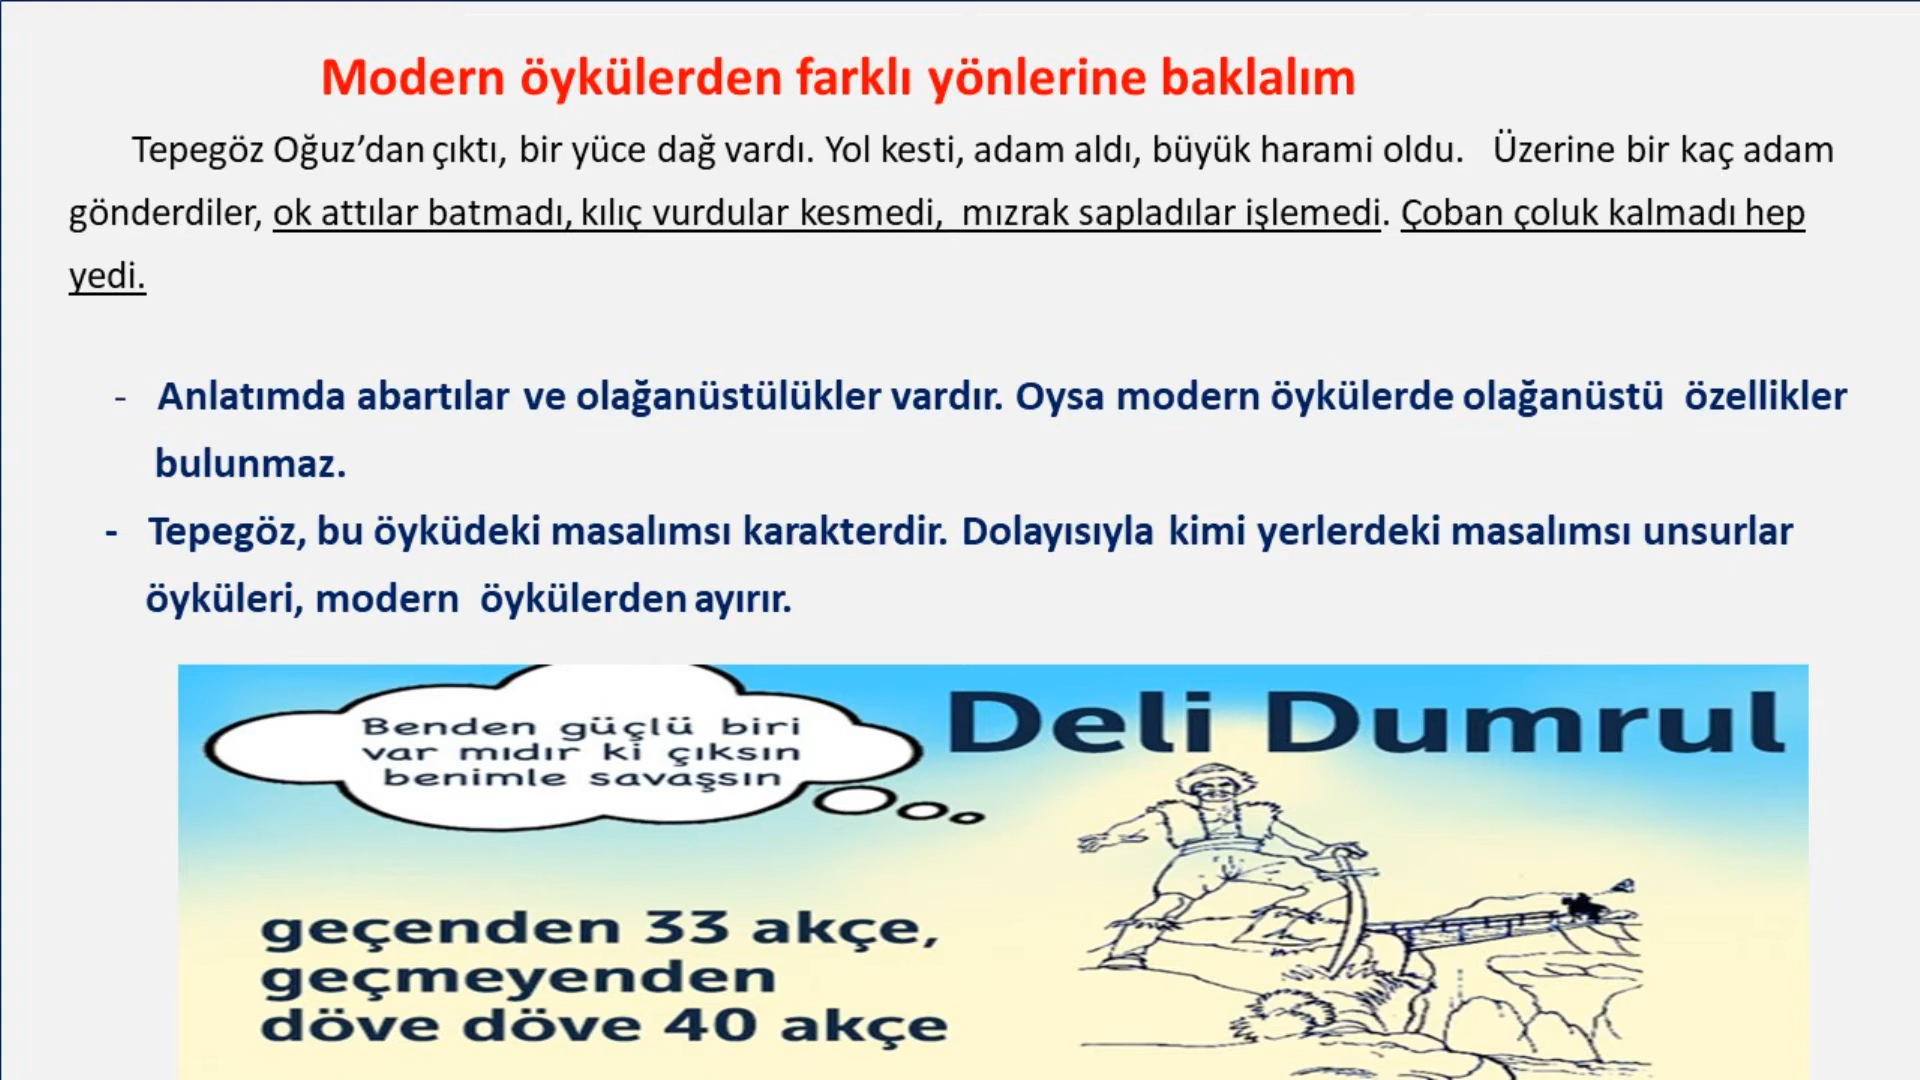 Modern öykülerden farklı yönlerine baklalım
Tepegöz Oğuz’dan çıktı, bir yüce dağ vardı. Yol kesti, adam aldı, büyük harami oldu. Üzerine bir kaç adam
gönderdiler, ok attılar batmadı, kılıç vurdular kesmedi, mızrak sapladılar işlemedi. Çoban çoluk kalmadı hep
yedi.
- Anlatımda abartılar ve olağanüstülükler vardır. Oysa modern öykülerde olağanüstü özellikler
bulunmaz.
- Tepegöz, bu öyküdeki masalımsı karakterdir. Dolayısıyla kimi yerlerdeki masalımsı unsurlar
öyküleri, modern öykülerden ayırır.
Benden güçlü biri
var mıdır ki çıksın
benimle savaşsın
Deli Dumrul
geçenden 33 akçe,
geçmeyenden
döve döve 40 akçe